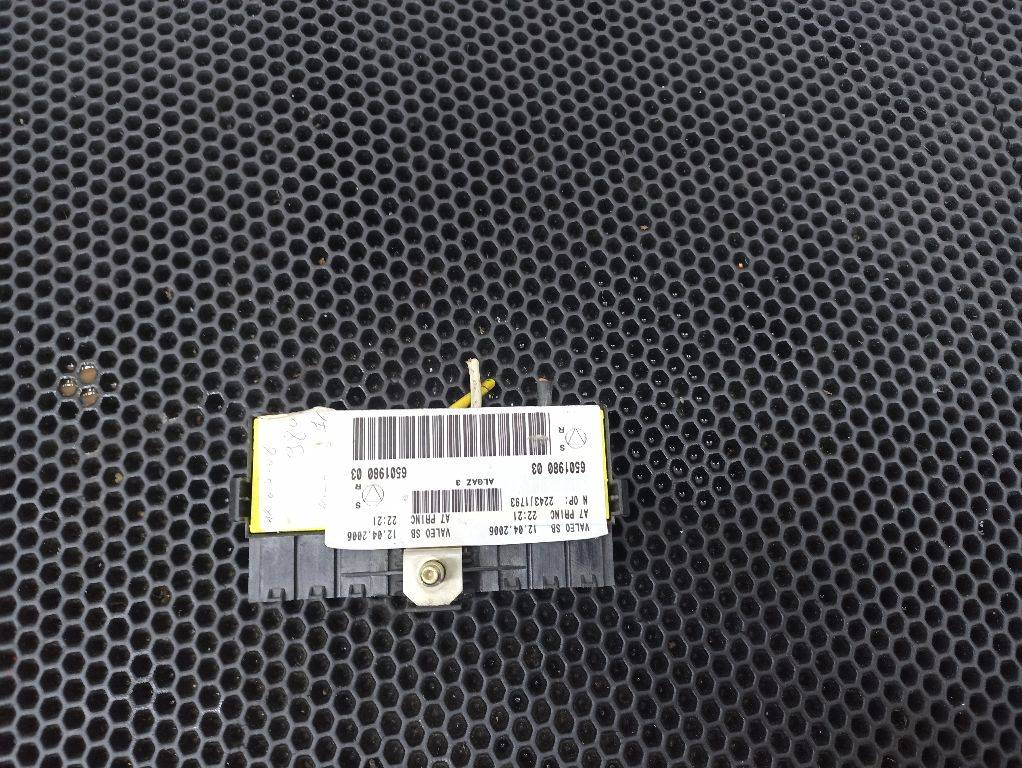 VALEO SB 12.04.2006
A7 PRINC 22:21
N OP: 2243J1793
6501980 03
S
R
VALEO SB 12.04.2006
A7 PRINC 22:21
ALGAZ 3
S
R
6501980 03